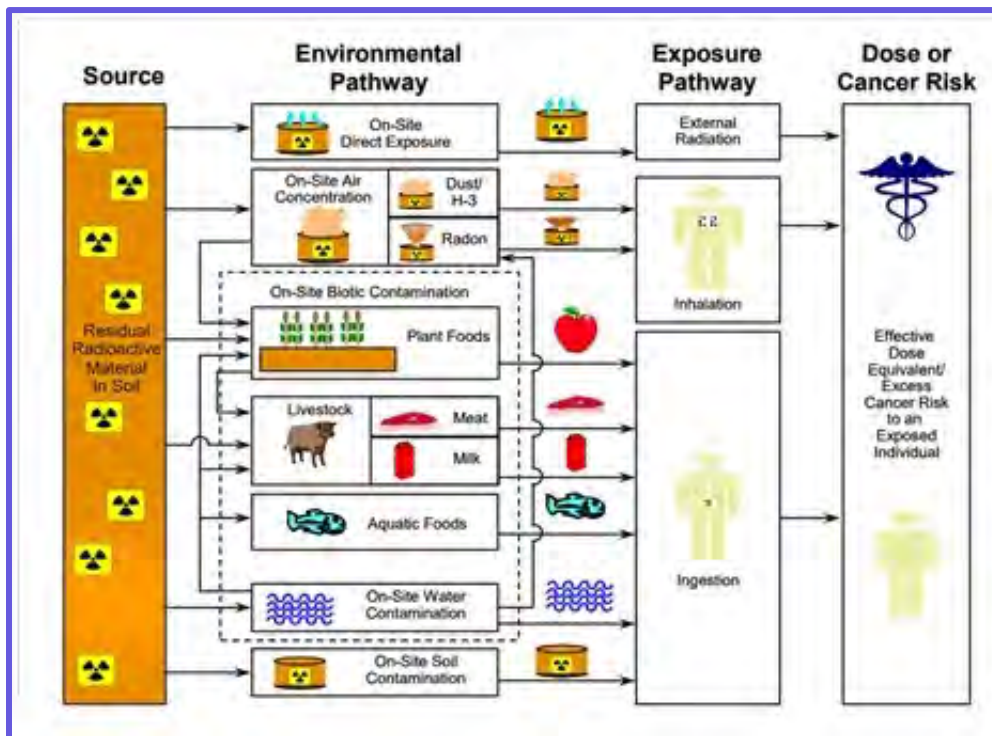 Source
Environmental
Pathway
Exposure
Pathway
Dose or
Cancer Risk
Residual
Radioactive
Material
In Soil
On-Site
Direct Exposure
On-Site Air
Concentration
Dust/
H-3
Radon
On-Site Biotic Contamination
Plant Foods
Livestock
Meat
Milk
Aquatic Foods
On-Site Water
Contamination
On-Site Soil
Contamination
External
Radiation
Inhalation
Ingestion
Effective
Dose
Equivalent/
Excess
Cancer Risk
to an
Exposed
Individual